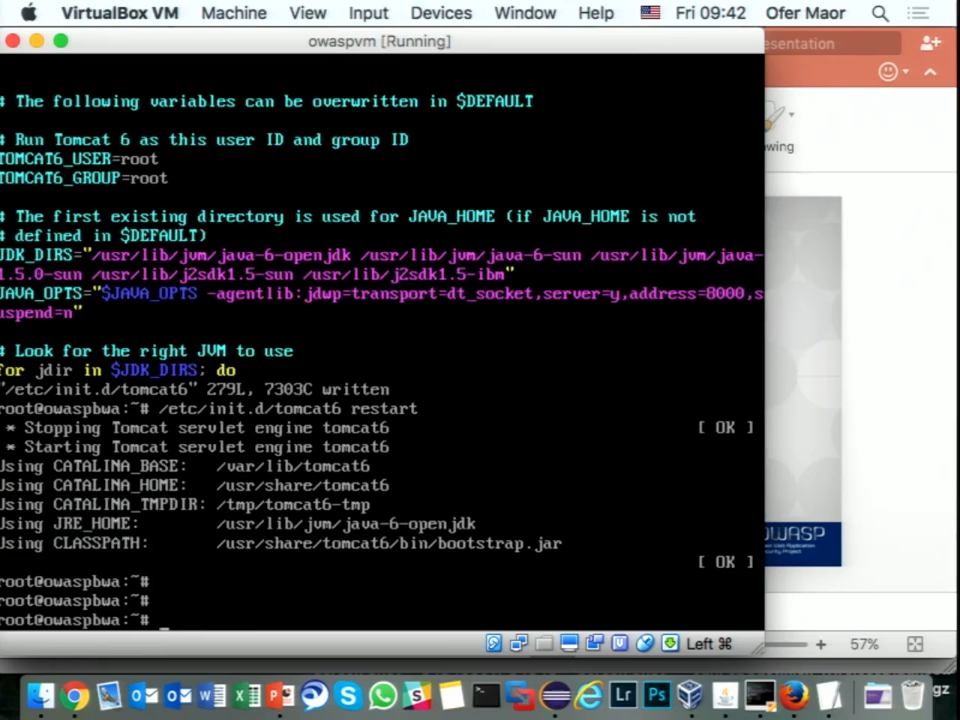 VirtualBox VM Machine View Input Devices Window Help Fri 09:42 Ofer Maor
owaspvm [Running]
esentation
# The following variables can be overwritten in $DEFAULT
# Run Tomcat 6 as this user ID and group ID
TOMCAT6_USER=root
TOMCAT6_GROUP=root
# The first existing directory is used for JAVA_HOME (if JAVA_HOME is not
# defined in $DEFAULT)
JDK_DIRS="/usr/lib/jvm/java-6-openjdk /usr/lib/jvm/java-6-sun /usr/lib/jvm/java-
1.5.0-sun /usr/lib/j2sdk1.5-sun /usr/lib/j2sdk1.5-ibm"
JAVA_OPTS="$JAVA_OPTS -agentlib:jdwp=transport=dt_socket,server=y,address=8000,s
uspend=n"
# Look for the right JVM to use
for jdir in $JDK_DIRS; do
"/etc/init.d/tomcat6" 279L, 7303C written
root@owaspbwa:~# /etc/init.d/tomcat6 restart
* Stopping Tomcat servlet engine tomcat6 [ OK ]
* Starting Tomcat servlet engine tomcat6
Using CATALINA_BASE: /var/lib/tomcat6
Using CATALINA_HOME: /usr/share/tomcat6
Using CATALINA_TMPDIR: /tmp/tomcat6-tmp
Using JRE_HOME: /usr/lib/jvm/java-6-openjdk
Using CLASSPATH: /usr/share/tomcat6/bin/bootstrap.jar
[ OK ]
root@owaspbwa:~#
root@owaspbwa:~#
root@owaspbwa:~#
wing
OWASP
Left ⌘
57%
Lr Ps
gz